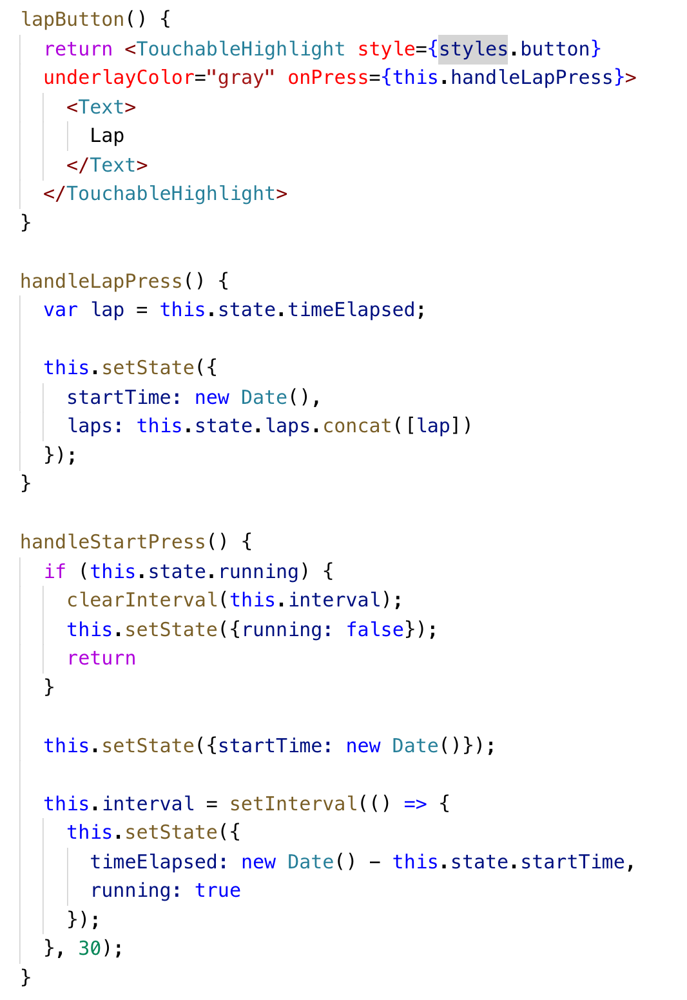 lapButton() {
return <TouchableHighlight style={styles.button}
underlayColor="gray" onPress={this.handleLapPress}>
<Text>
Lap
</Text>
</TouchableHighlight>
}
handleLapPress() {
var lap = this.state.timeElapsed;
this.setState({
startTime: new Date(),
laps: this.state.laps.concat([lap])
});
}
handleStartPress() {
if (this.state.running) {
clearInterval(this.interval);
this.setState({running: false});
return
}
this.setState({startTime: new Date()});
this.interval = setInterval(() => {
this.setState({
timeElapsed: new Date() - this.state.startTime,
running: true
});
}, 30);
}